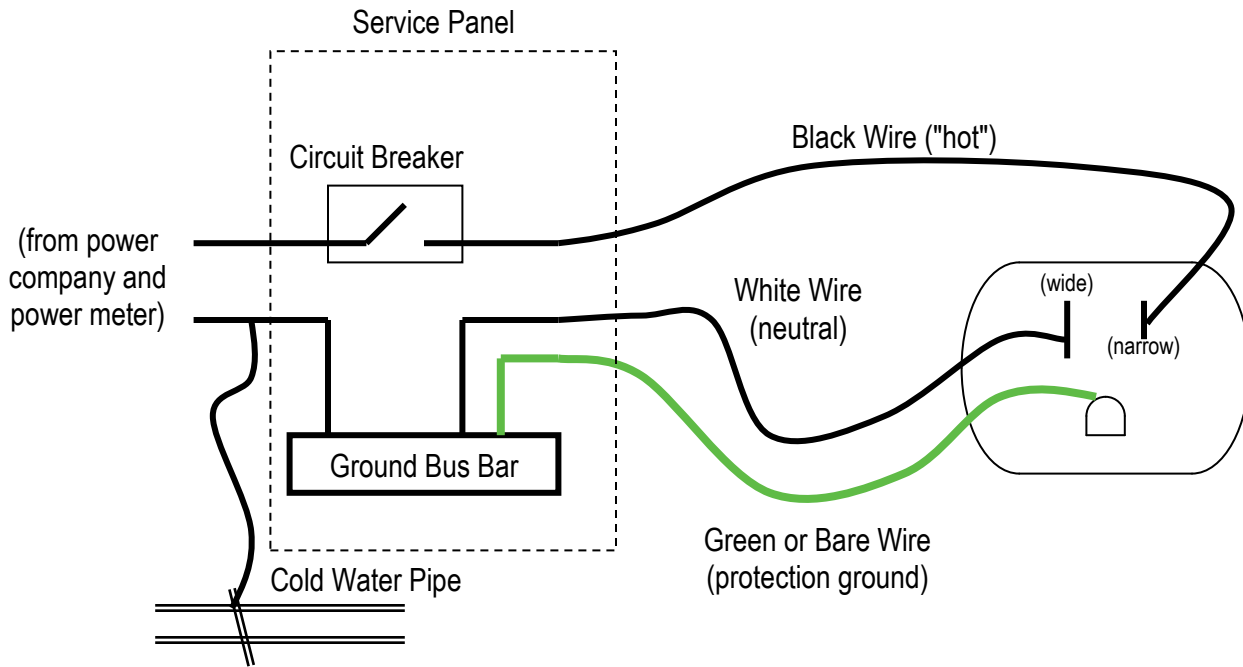 Service Panel
Circuit Breaker
Black Wire ("hot")
(from power
company and
power meter)
White Wire
(neutral)
(wide)
(narrow)
Ground Bus Bar
Green or Bare Wire
(protection ground)
Cold Water Pipe